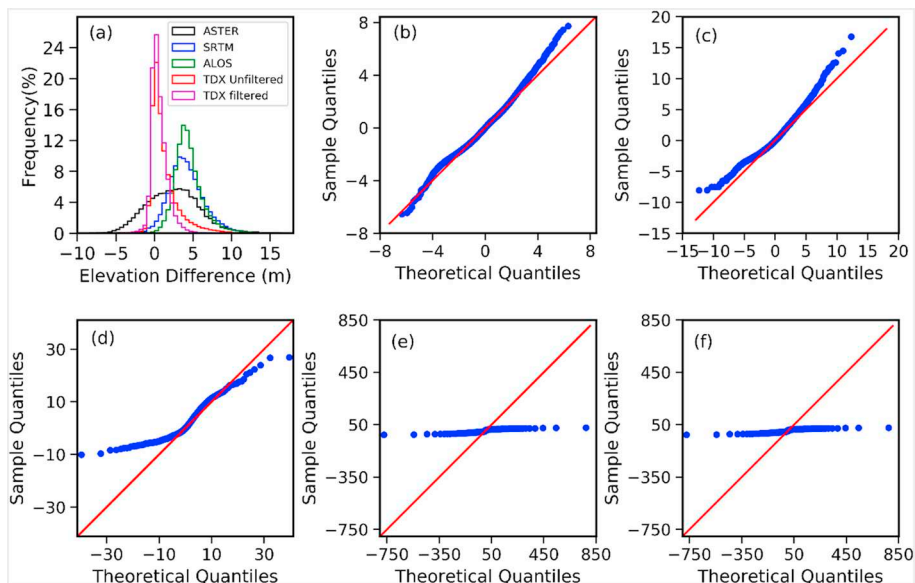 (a)
ASTER
SRTM
ALOS
TDX Unfiltered
TDX filtered
Frequency(%)
24
20
16
12
8
4
0
−10 −5 0 5 10 15
Elevation Difference (m)
(b)
Sample Quantiles
8
4
0
−4
−8
−8 −4 0 4 8
Theoretical Quantiles
(c)
Sample Quantiles
20
15
10
5
0
−5
−10
−15
−15 −10 −5 0 5 10 15 20
Theoretical Quantiles
(d)
Sample Quantiles
30
10
−10
−30
−30 −10 10 30
Theoretical Quantiles
(e)
Sample Quantiles
850
450
50
−350
−750
−750 −350 50 450 850
Theoretical Quantiles
(f)
Sample Quantiles
850
450
50
−350
−750
−750 −350 50 450 850
Theoretical Quantiles